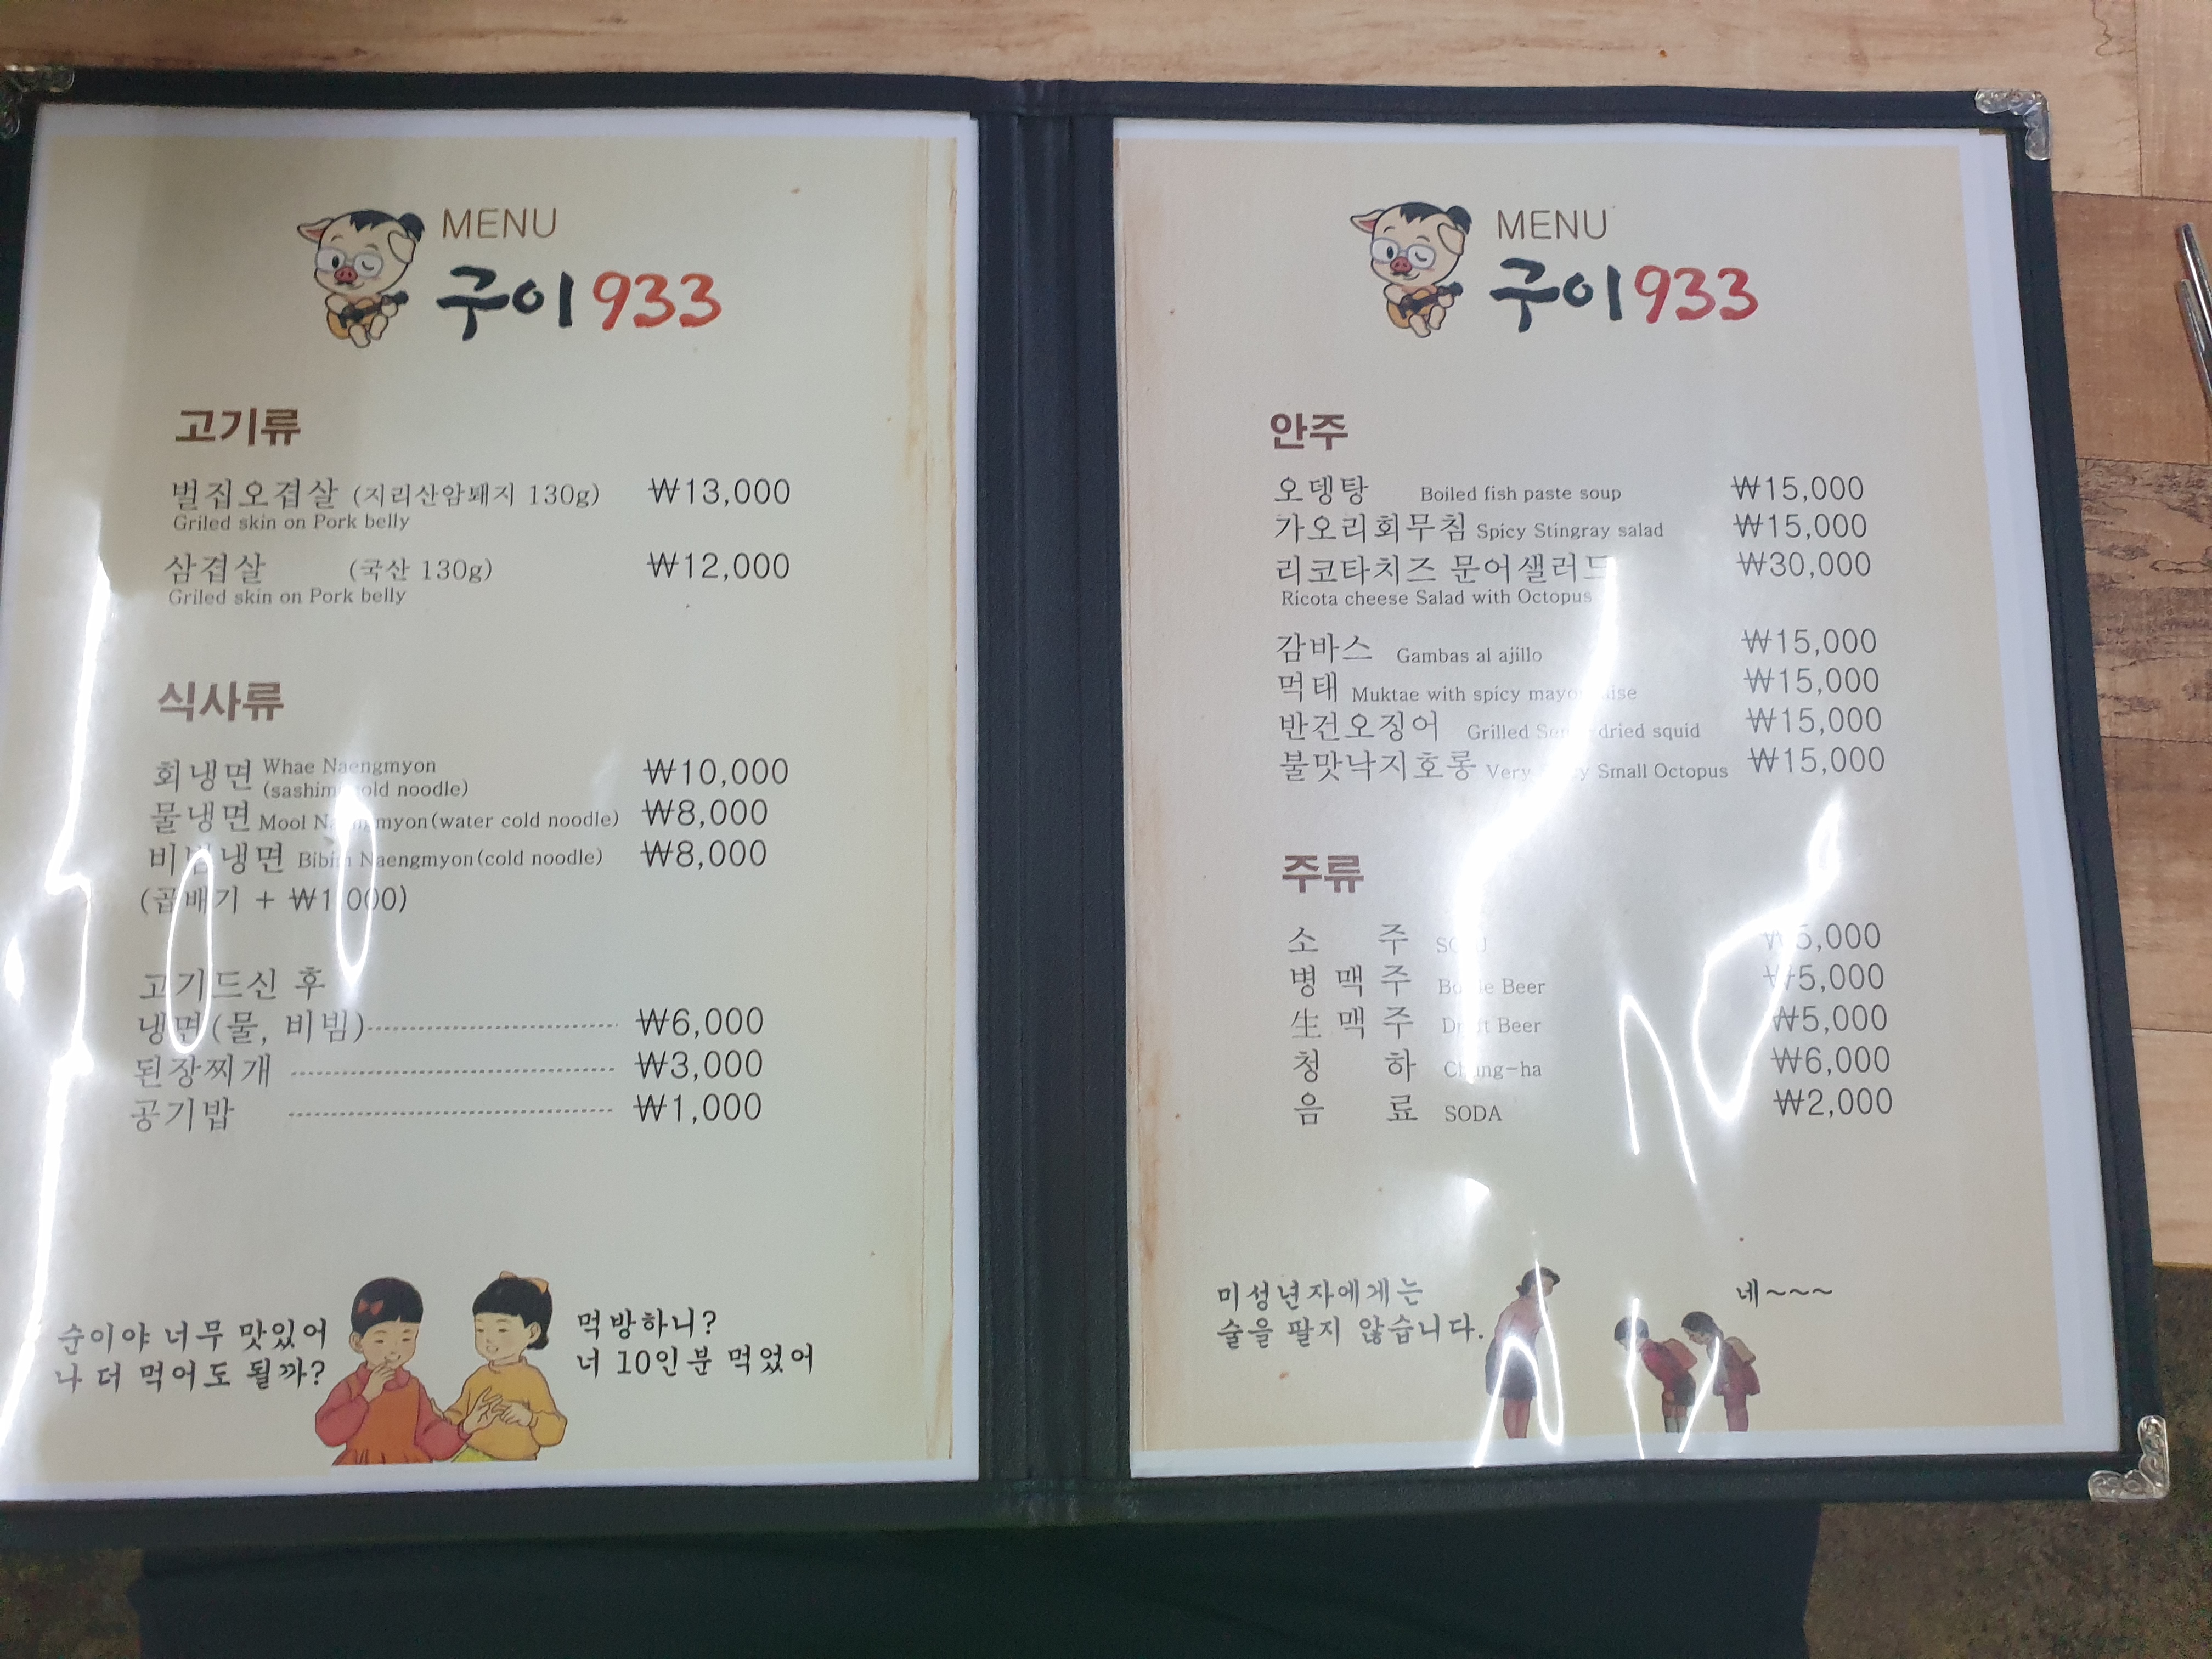 MENU
구이933
고기류
벌집오겹살 (지리산암퇘지 130g) ₩13,000
Griled skin on Pork belly
삼겹살 (국산 130g) ₩12,000
Griled skin on Pork belly
식사류
회냉면 Whae Naengmyon ₩10,000
(sashimi cold noodle)
물냉면 Mool Naengmyon(water cold noodle) ₩8,000
비빔냉면 Bibim Naengmyon(cold noodle) ₩8,000
(곱배기 + ₩1,000)
고기드신 후
냉면(물, 비빔) ₩6,000
된장찌개 ₩3,000
공기밥 ₩1,000
순이야 너무 맛있어
나 더 먹어도 될까?
먹방하니?
너 10인분 먹었어
MENU
구이933
안주
오뎅탕 Boiled fish paste soup ₩15,000
가오리회무침 Spicy Stingray salad ₩15,000
리코타치즈 문어샐러드 ₩30,000
Ricota cheese Salad with Octopus
감바스 Gambas al ajillo ₩15,000
먹태 Muktae with spicy mayonnaise ₩15,000
반건오징어 Grilled dried squid ₩15,000
불맛낙지호롱 Very Small Octopus ₩15,000
주류
소 주 SOJU ₩5,000
병 맥 주 Bottle Beer ₩5,000
生 맥 주 Draft Beer ₩5,000
청 하 Chung-ha ₩6,000
음 료 SODA ₩2,000
미성년자에게는
술을 팔지 않습니다.
네~~~